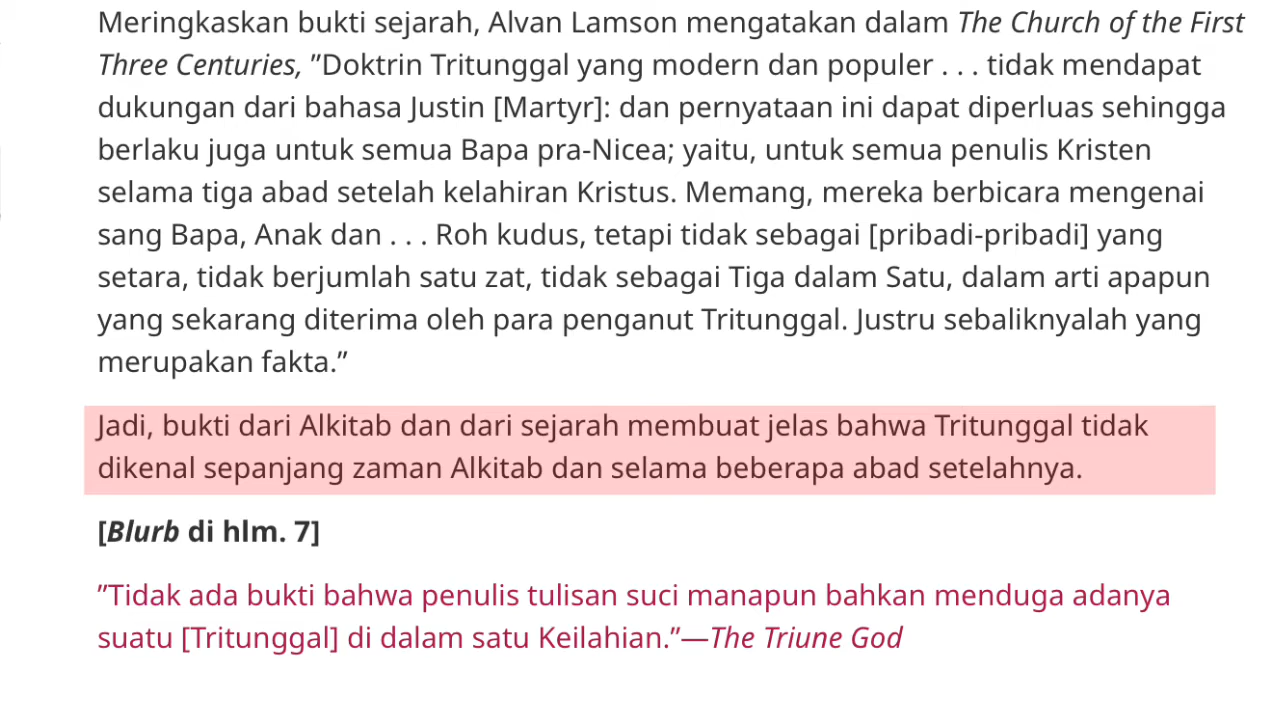 Meringkaskan bukti sejarah, Alvan Lamson mengatakan dalam The Church of the First
Three Centuries, ”Doktrin Tritunggal yang modern dan populer . . . tidak mendapat
dukungan dari bahasa Justin [Martyr]: dan pernyataan ini dapat diperluas sehingga
berlaku juga untuk semua Bapa pra-Nicea; yaitu, untuk semua penulis Kristen
selama tiga abad setelah kelahiran Kristus. Memang, mereka berbicara mengenai
sang Bapa, Anak dan . . . Roh kudus, tetapi tidak sebagai [pribadi-pribadi] yang
setara, tidak berjumlah satu zat, tidak sebagai Tiga dalam Satu, dalam arti apapun
yang sekarang diterima oleh para penganut Tritunggal. Justru sebaliknyalah yang
merupakan fakta.”
Jadi, bukti dari Alkitab dan dari sejarah membuat jelas bahwa Tritunggal tidak
dikenal sepanjang zaman Alkitab dan selama beberapa abad setelahnya.
[Blurb di hlm. 7]
”Tidak ada bukti bahwa penulis tulisan suci manapun bahkan menduga adanya
suatu [Tritunggal] di dalam satu Keilahian.”—The Triune God